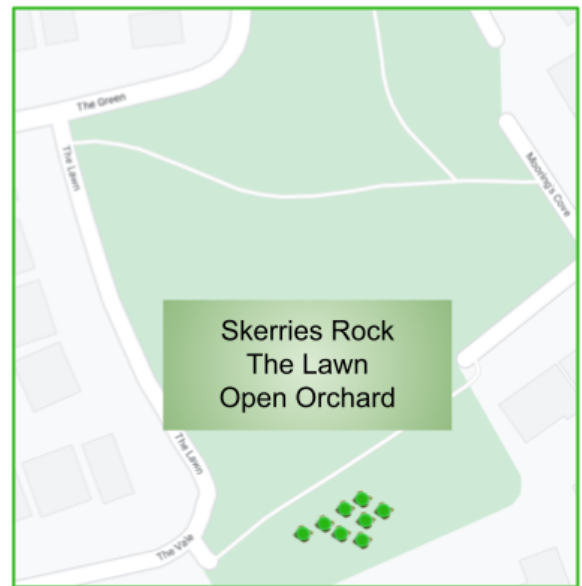 The Green
The Lawn
Mooring's Cove
Skerries Rock
The Lawn
Open Orchard
The Lawn
The Vale